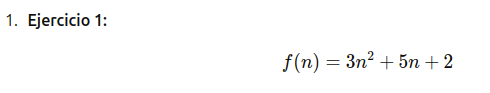 1. Ejercicio 1:
f(n) = 3n² + 5n + 2